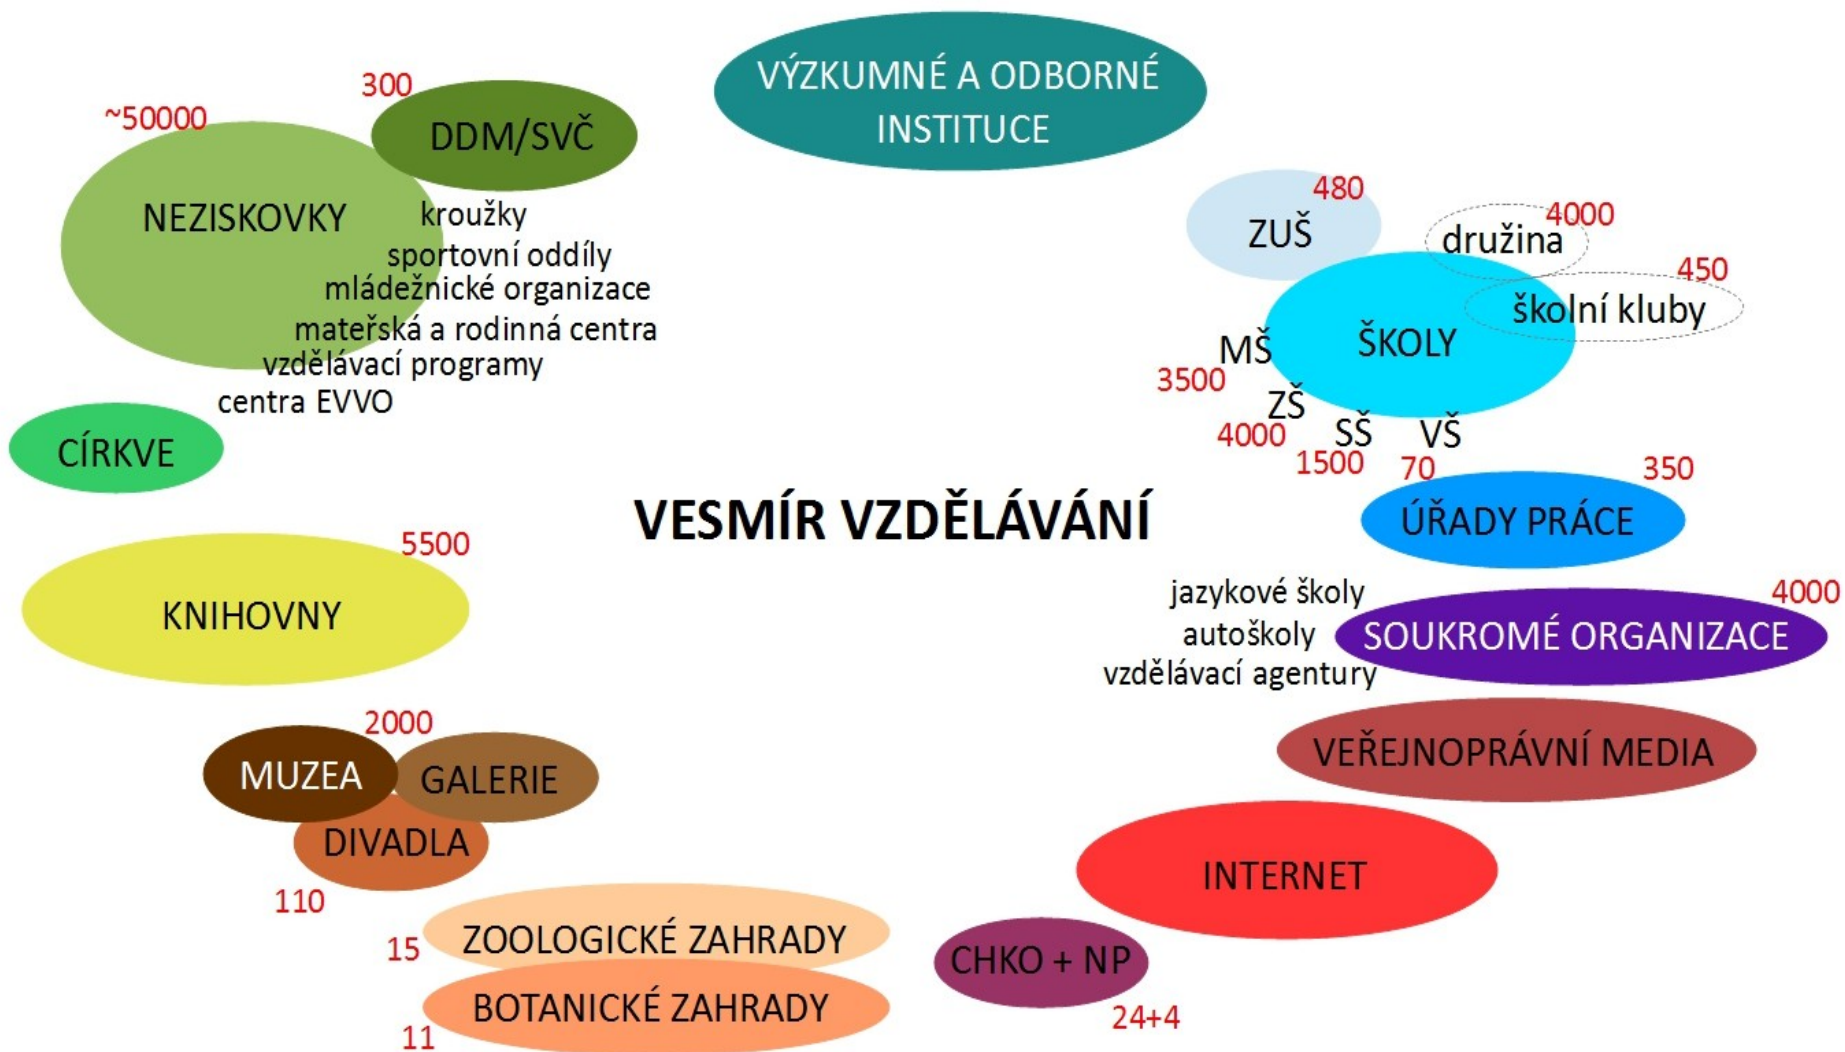 VÝZKUMNÉ A ODBORNÉ
INSTITUCE
300
DDM/SVČ
~50000
NEZISKOVKY
kroužky
sportovní oddíly
mládežnické organizace
mateřská a rodinná centra
vzdělávací programy
centra EVVO
CÍRKVE
480
ZUŠ
4000
družina
450
školní kluby
ŠKOLY
MŠ
3500
ZŠ
4000
SŠ
1500
VŠ
70
350
ÚŘADY PRÁCE
VESMÍR VZDĚLÁVÁNÍ
5500
KNIHOVNY
jazykové školy
autoškoly
vzdělávací agentury
4000
SOUKROMÉ ORGANIZACE
VEŘEJNOPRÁVNÍ MEDIA
2000
MUZEA
GALERIE
DIVADLA
110
INTERNET
15
ZOOLOGICKÉ ZAHRADY
BOTANICKÉ ZAHRADY
11
CHKO + NP
24+4